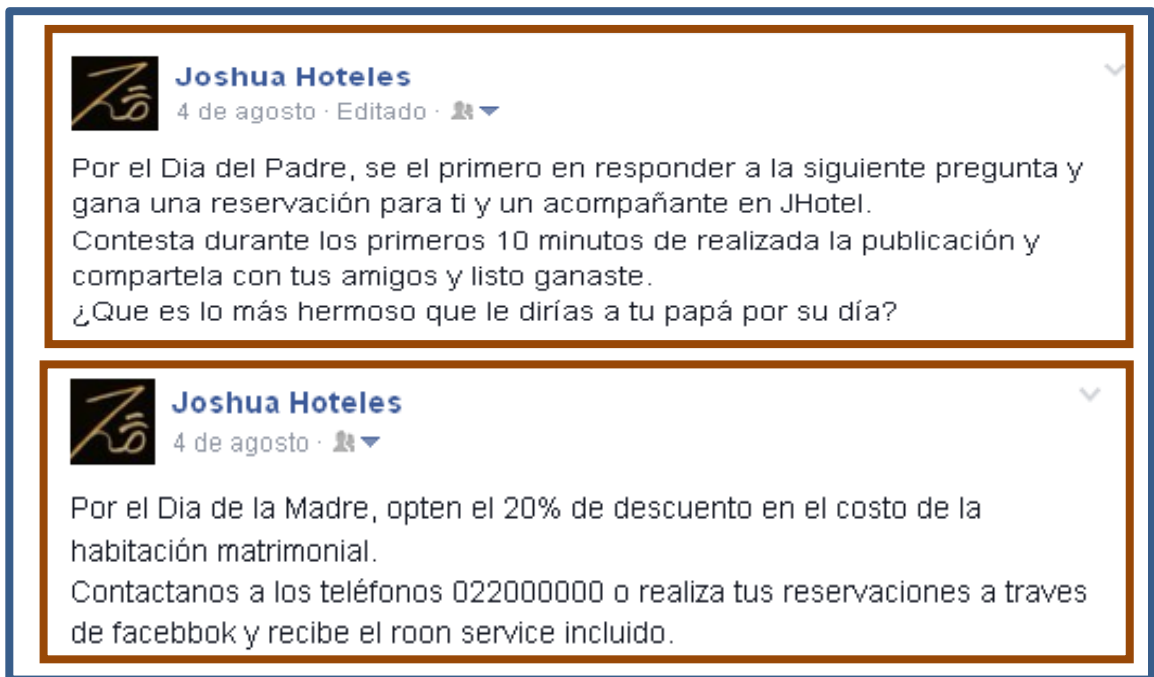 Joshua Hoteles
4 de agosto · Editado ·
Por el Dia del Padre, se el primero en responder a la siguiente pregunta y
gana una reservación para ti y un acompañante en JHotel.
Contesta durante los primeros 10 minutos de realizada la publicación y
compartela con tus amigos y listo ganaste.
¿Que es lo más hermoso que le dirías a tu papá por su día?
Joshua Hoteles
4 de agosto ·
Por el Dia de la Madre, opten el 20% de descuento en el costo de la
habitación matrimonial.
Contactanos a los teléfonos 022000000 o realiza tus reservaciones a traves
de facebbok y recibe el roon service incluido.